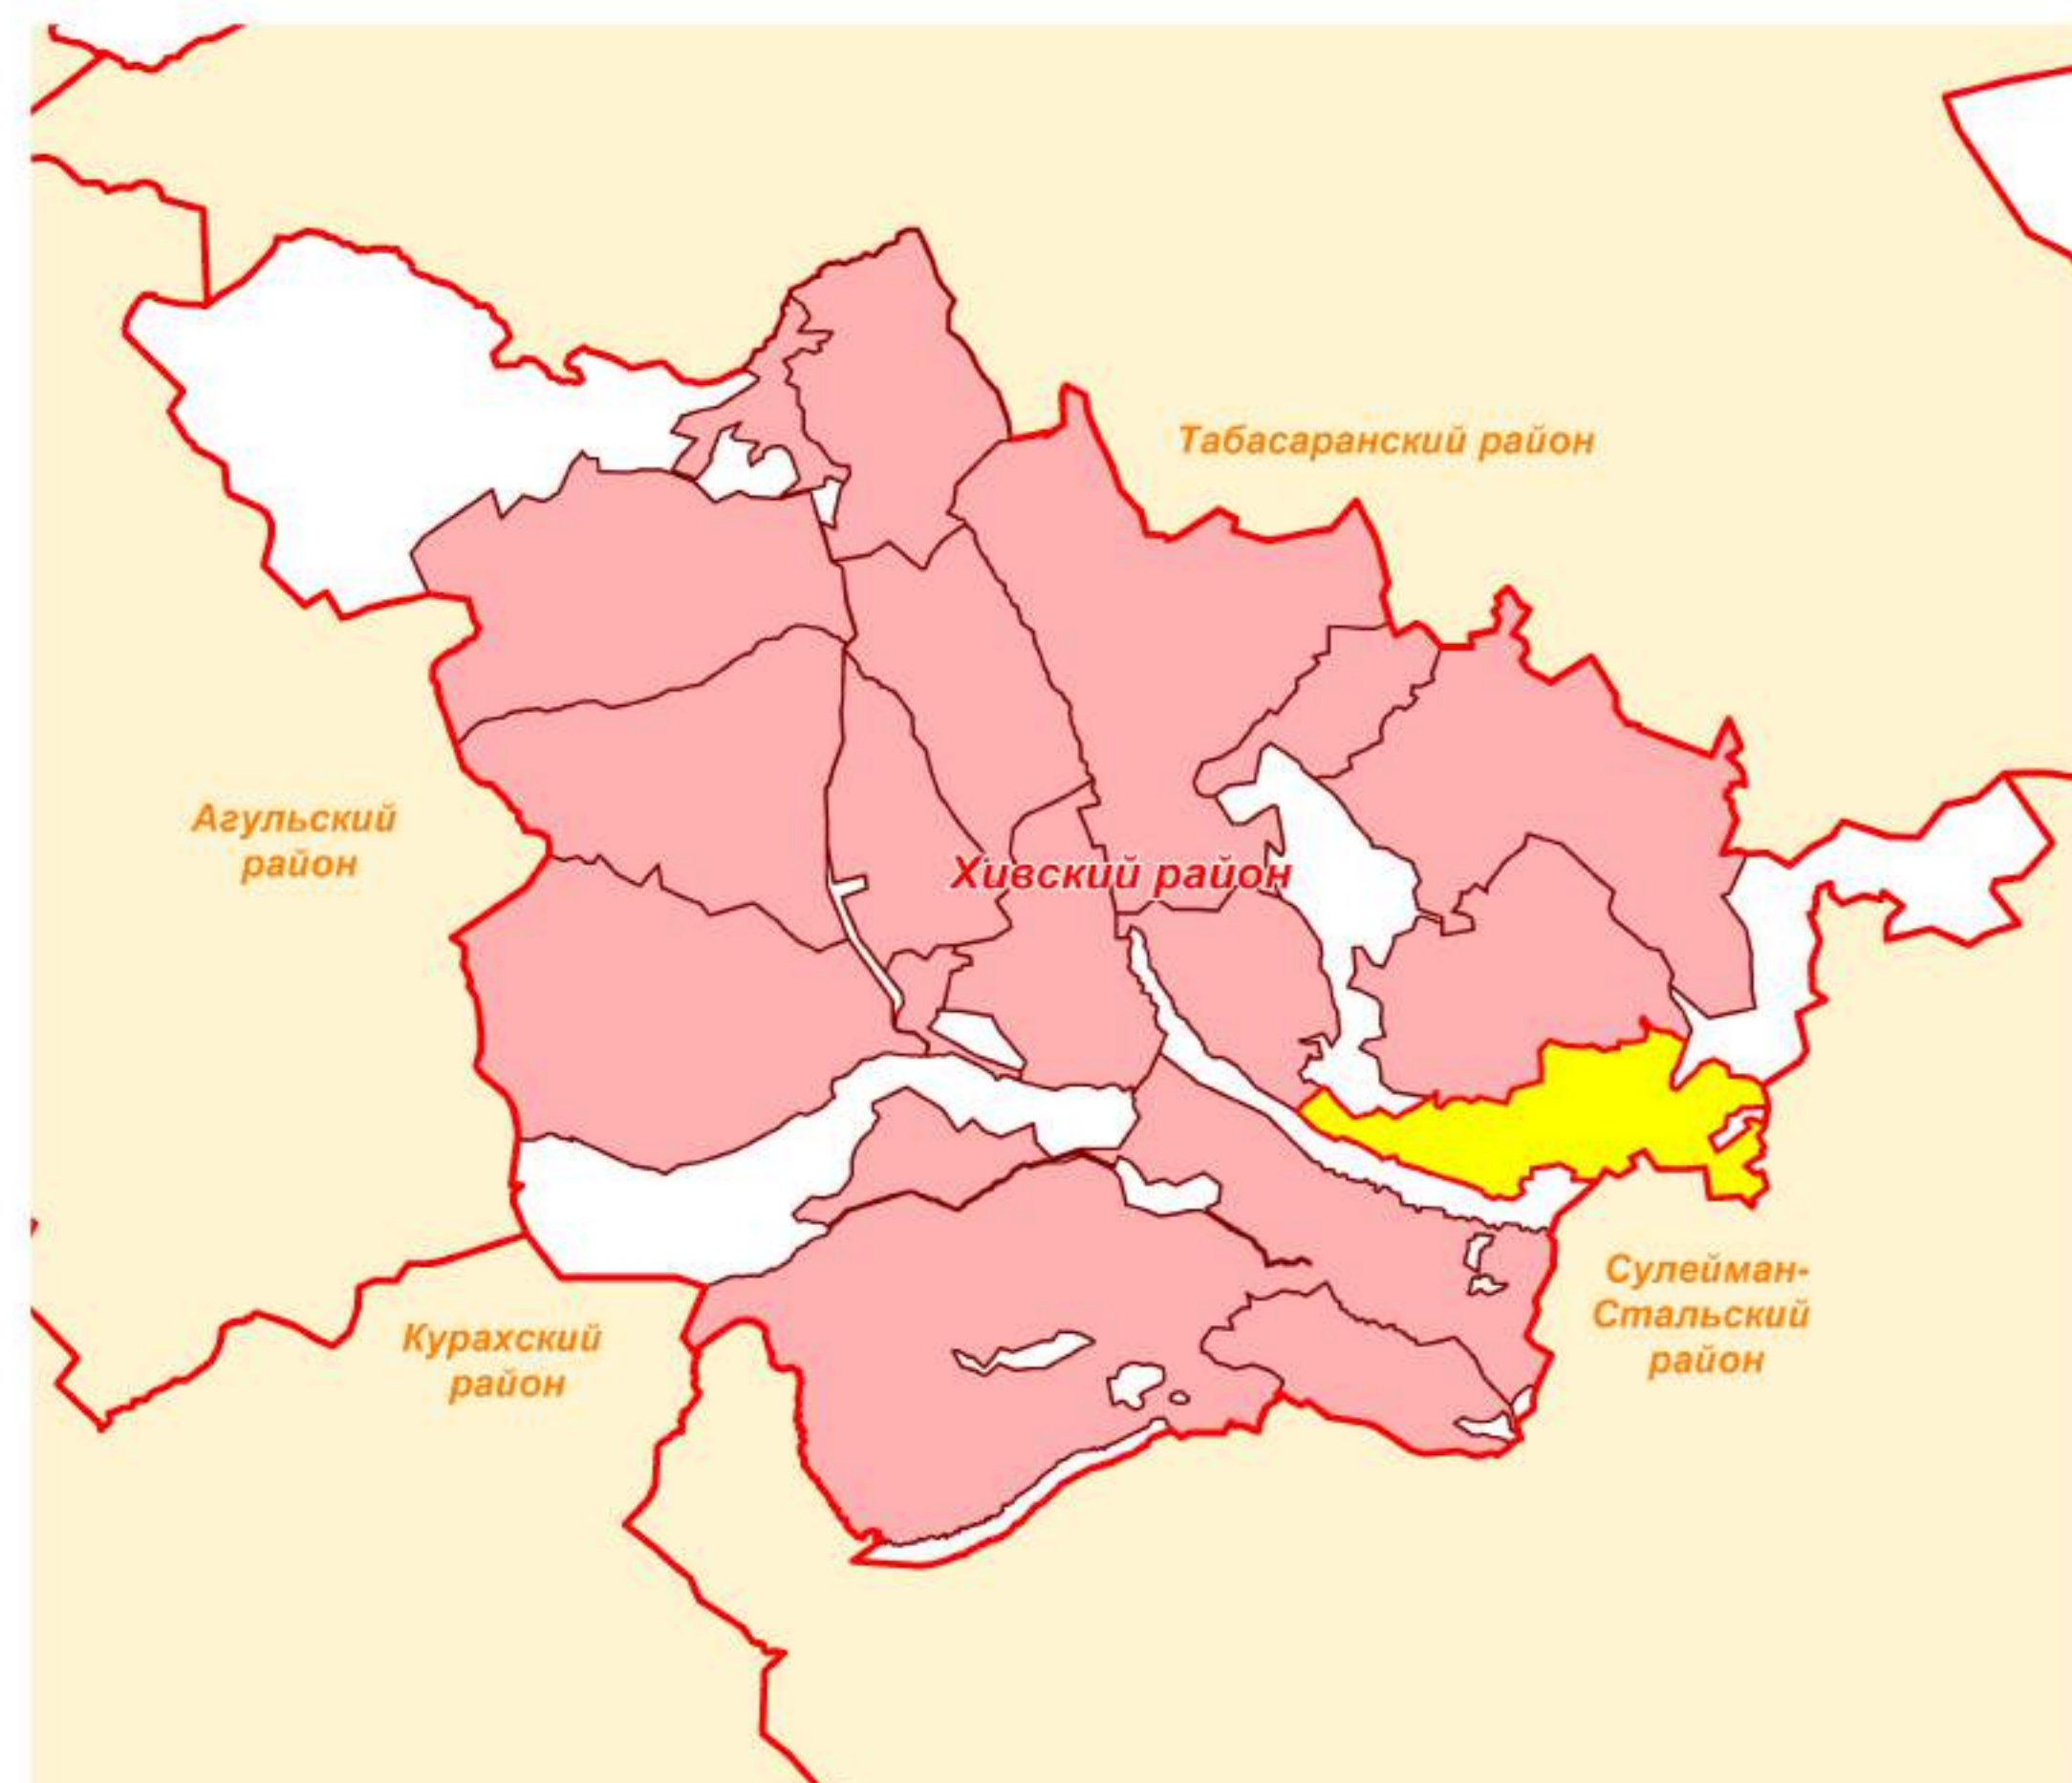 Табасаранский район
Агульский
район
Хивский район
Сулейман-
Стальский
район
Курахский
район